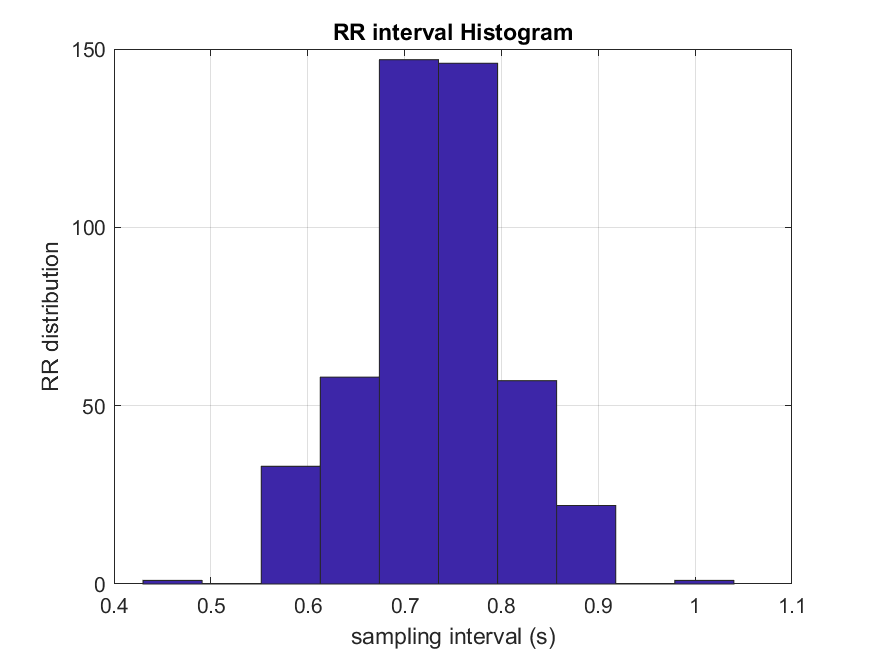 RR interval Histogram
150
100
50
0
RR distribution
0.4 0.5 0.6 0.7 0.8 0.9 1 1.1
sampling interval (s)